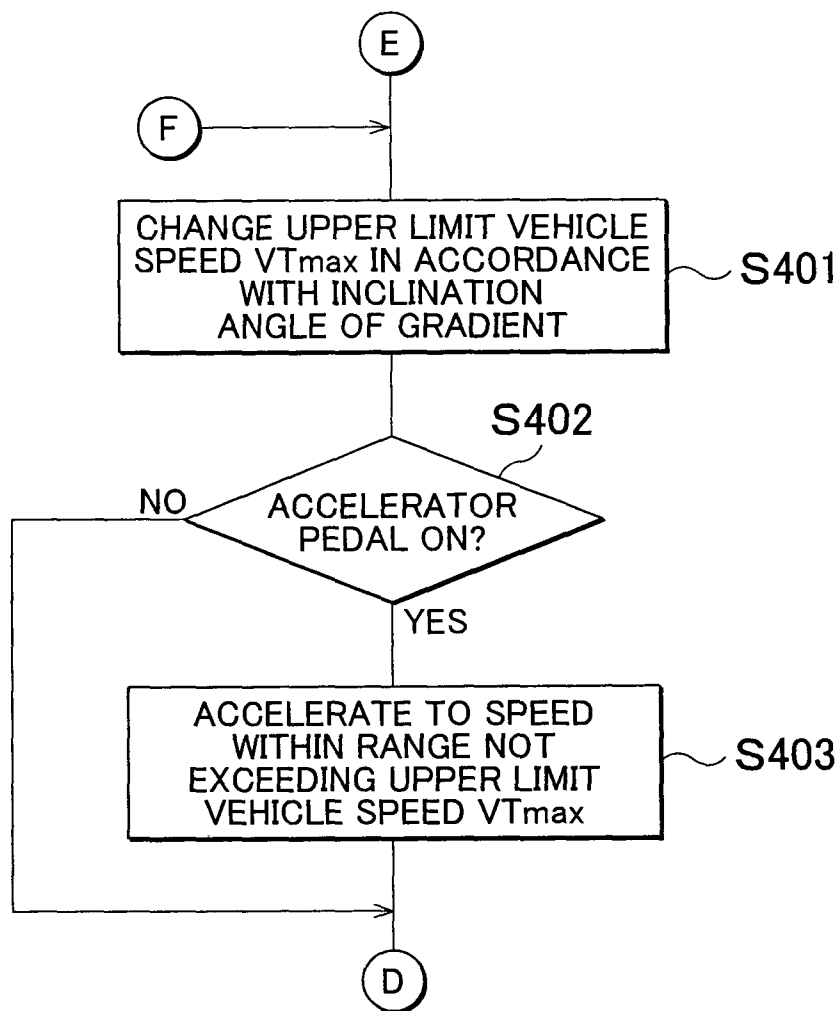 E
F
CHANGE UPPER LIMIT VEHICLE
SPEED VTmax IN ACCORDANCE
WITH INCLINATION
ANGLE OF GRADIENT
S401
S402
NO
ACCELERATOR
PEDAL ON?
YES
ACCELERATE TO SPEED
WITHIN RANGE NOT
EXCEEDING UPPER LIMIT
VEHICLE SPEED VTmax
S403
D